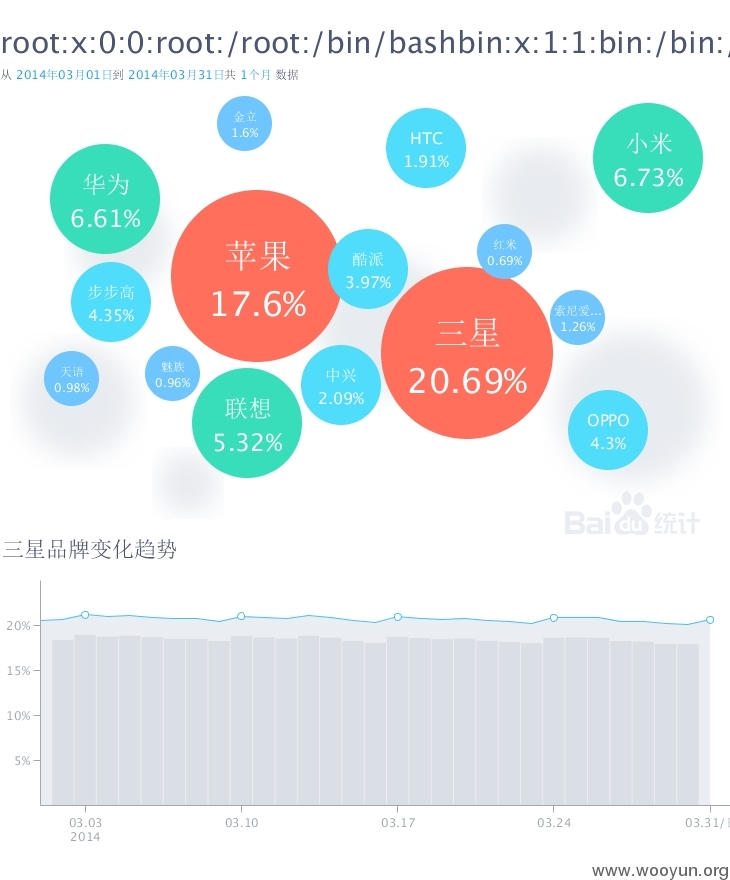 root:x:0:0:root:/root:/bin/bashbin:x:1:1:bin:/bin:/
从 2014年03月01日到 2014年03月31日共 1个月 数据
金立
1.6%
HTC
1.91%
小米
6.73%
华为
6.61%
苹果
17.6%
酷派
3.97%
红米
0.69%
步步高
4.35%
三星
20.69%
索尼爱...
1.26%
天语
0.98%
魅族
0.96%
中兴
2.09%
联想
5.32%
OPPO
4.3%
Bai du 统计
三星品牌变化趋势
20%
15%
10%
5%
03.03
2014
03.10
03.17
03.24
03.31/
www.wooyun.org